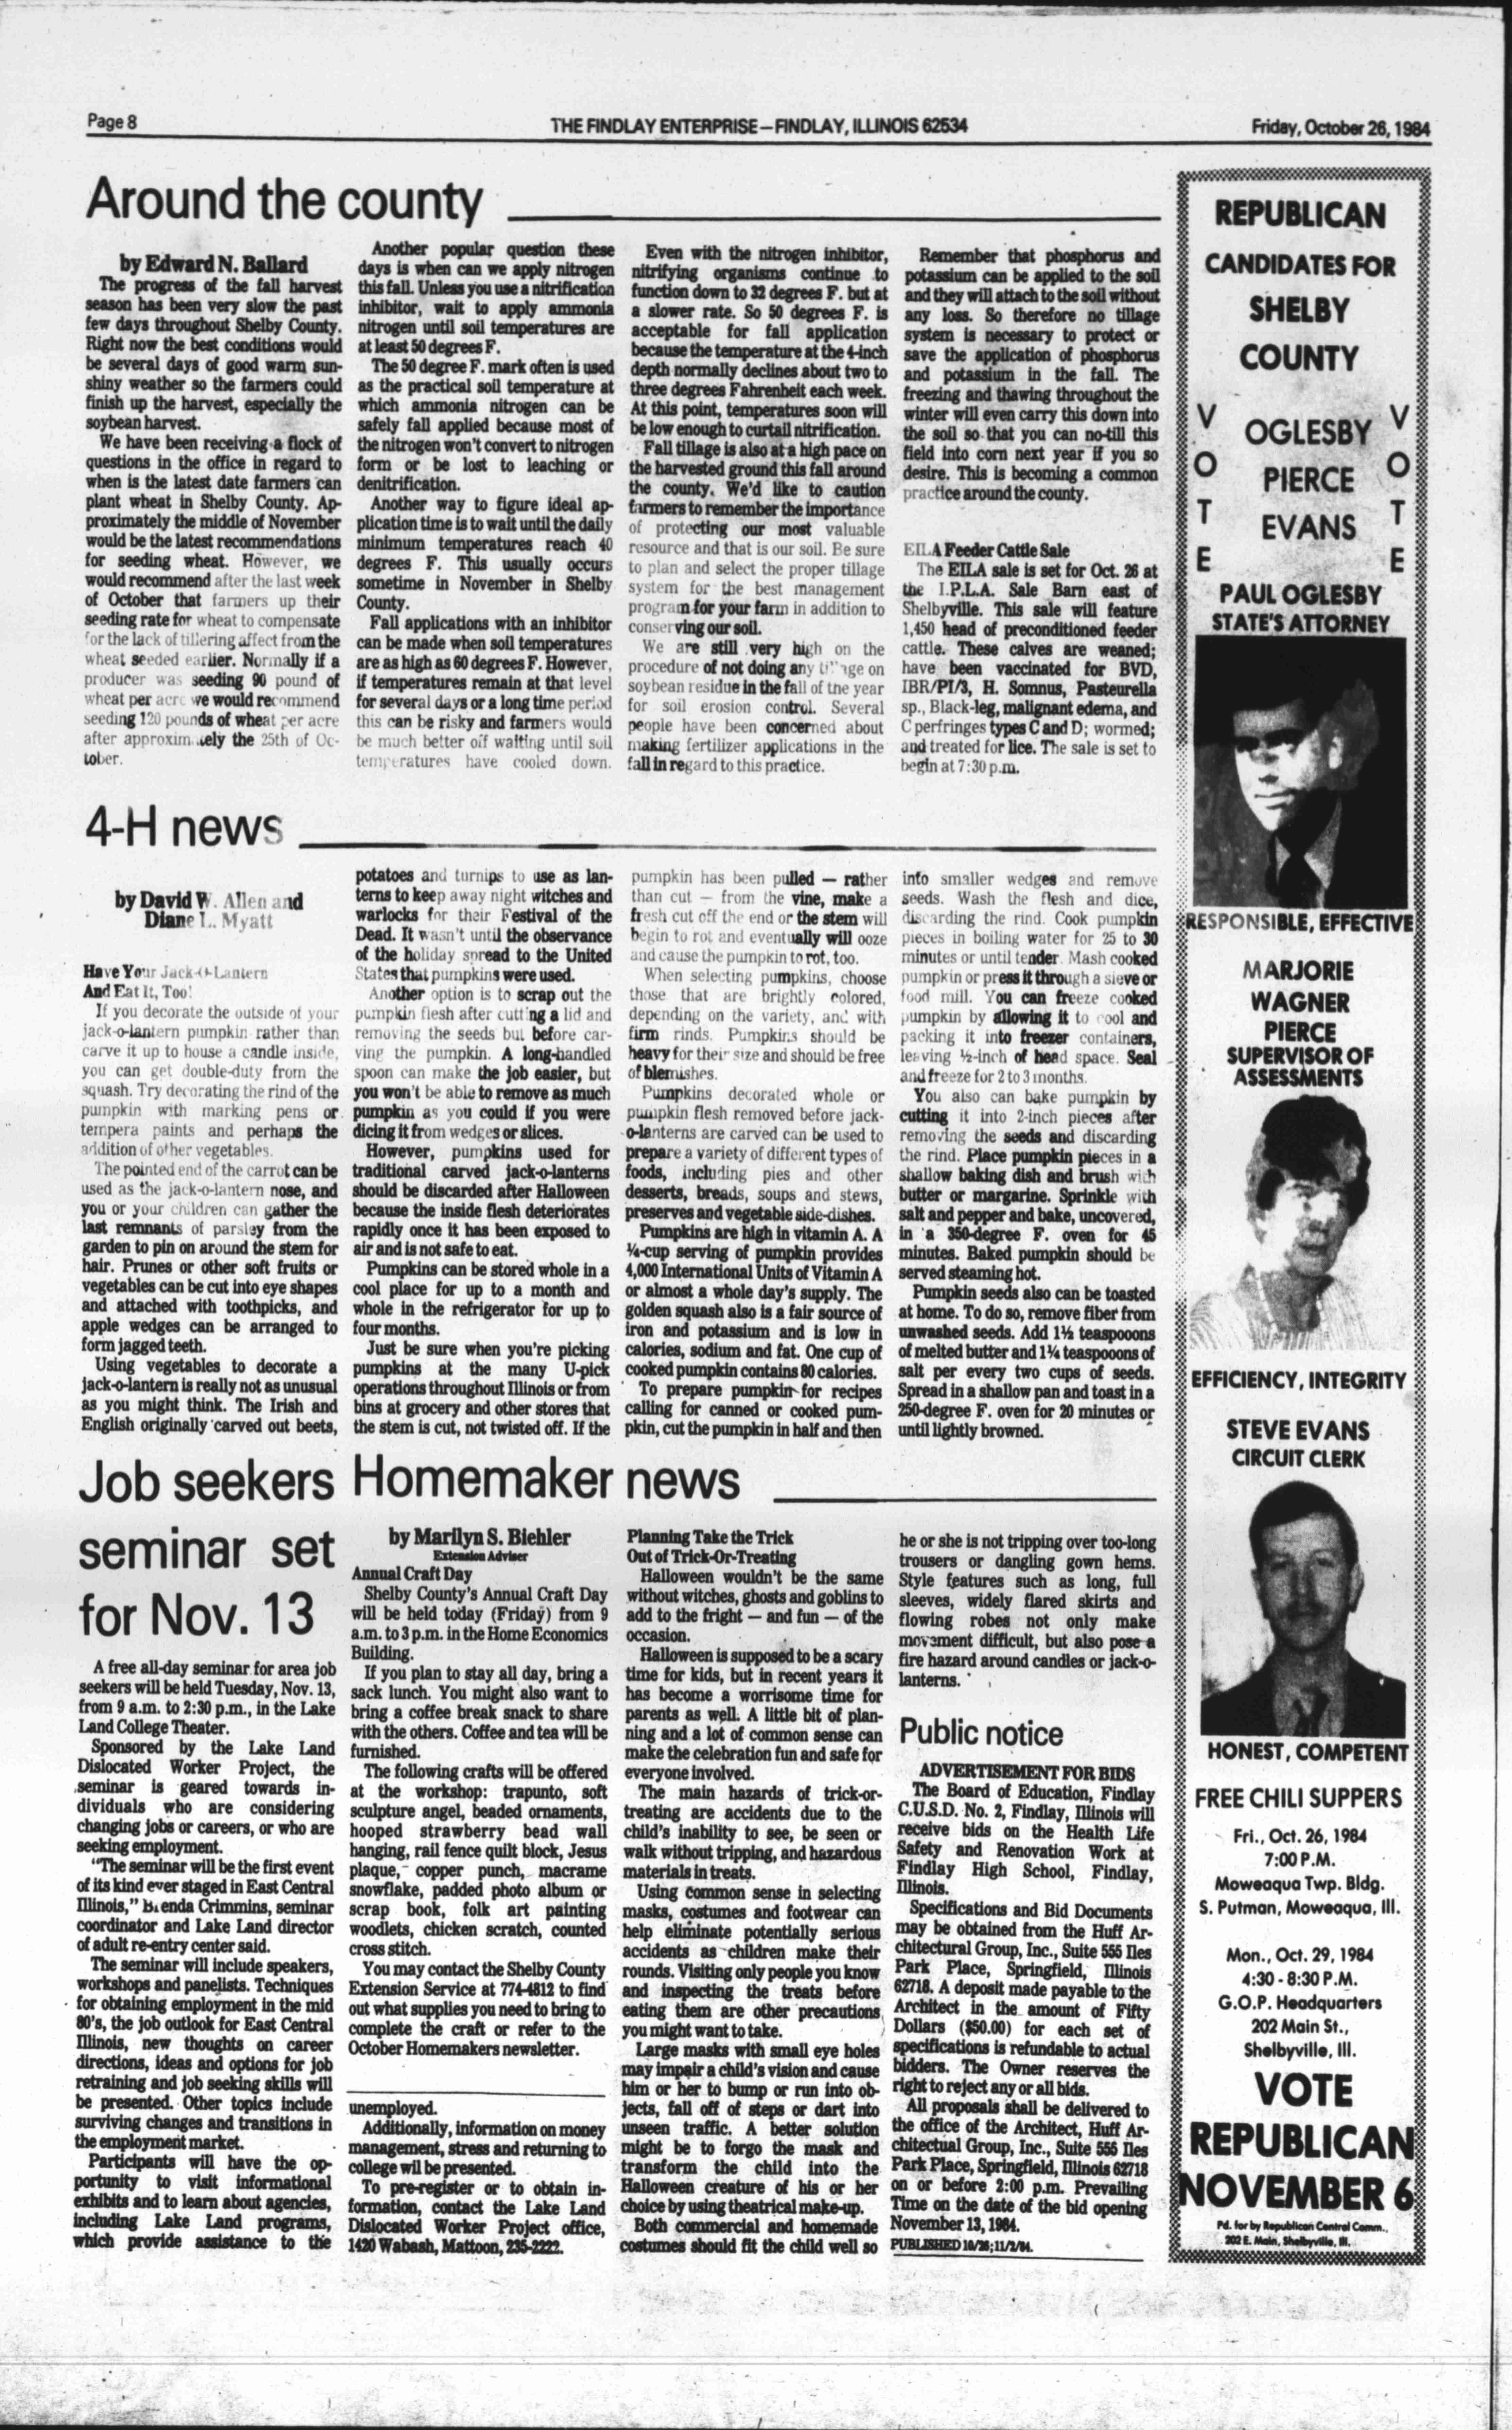 Page 8
THE FINDLAY ENTERPRISE—FINDLAY, ILLINOIS 62534
Friday, October 26, 1984
Around the county
by Edward N. Ballard
The progress of the fall harvest
season has been very slow the past
few days throughout Shelby County.
Right now the best conditions would
be several days of good warm sun-
shiny weather so the farmers could
finish up the harvest, especially the
soybean harvest.
We have been receiving a flock of
questions in the office in regard to
when is the latest date farmers can
plant wheat in Shelby County. Ap-
proximately the middle of November
would be the latest recommendations
for seeding wheat. However, we
would recommend after the last week
of October that farmers up their
seeding rate for wheat to compensate
for the lack of tillering affect from the
wheat seeded earlier. Normally if a
producer was seeding 90 pound of
wheat per acre we would recommend
seeding 120 pounds of wheat per acre
after approximately the 25th of Oc-
tober.
Another popular question these
days is when can we apply nitrogen
this fall. Unless you use a nitrification
inhibitor, wait to apply ammonia
nitrogen until soil temperatures are
at least 50 degrees F.
The 50 degree F. mark often is used
as the practical soil temperature at
which ammonia nitrogen can be
safely fall applied because most of
the nitrogen won't convert to nitrogen
form or be lost to leaching or
denitrification.
Another way to figure ideal ap-
plication time is to wait until the daily
minimum temperatures reach 40
degrees F. This usually occurs
sometime in November in Shelby
County.
Fall applications with an inhibitor
can be made when soil temperatures
are as high as 60 degrees F. However,
if temperatures remain at that level
for several days or a long time period
this can be risky and farmers would
be much better off waiting until soil
temperatures have cooled down.
Even with the nitrogen inhibitor,
nitrifying organisms continue to
function down to 32 degrees F. but at
a slower rate. So 50 degrees F. is
acceptable for fall application
because the temperature at the 4-inch
depth normally declines about two to
three degrees Fahrenheit each week.
At this point, temperatures soon will
be low enough to curtail nitrification.
Fall tillage is also at a high pace on
the harvested ground this fall around
the county. We'd like to caution
farmers to remember the importance
of protecting our most valuable
resource and that is our soil. Be sure
to plan and select the proper tillage
system for the best management
program for your farm in addition to
conserving our soil.
We are still very high on the
procedure of not doing any tillage on
soybean residue in the fall of the year
for soil erosion control. Several
people have been concerned about
making fertilizer applications in the
fall in regard to this practice.
Remember that phosphorus and
potassium can be applied to the soil
and they will attach to the soil without
any loss. So therefore no tillage
system is necessary to protect or
save the application of phosphorus
and potassium in the fall. The
freezing and thawing throughout the
winter will even carry this down into
the soil so that you can no-till this
field into corn next year if you so
desire. This is becoming a common
practice around the county.
EILA Feeder Cattle Sale
The EILA sale is set for Oct. 26 at
the I.P.L.A. Sale Barn east of
Shelbyville. This sale will feature
1,450 head of preconditioned feeder
cattle. These calves are weaned;
have been vaccinated for BVD,
IBR/PI/3, H. Somnus, Pasteurella
sp., Black-leg, malignant edema, and
C perfringes types C and D; wormed;
and treated for lice. The sale is set to
begin at 7:30 p.m.
4-H news
by David W. Allen and
Diane L. Myatt
Have Your Jack-O-Lantern
And Eat It, Too!
If you decorate the outside of your
jack-o-lantern pumpkin rather than
carve it up to house a candle inside,
you can get double-duty from the
squash. Try decorating the rind of the
pumpkin with marking pens or
tempera paints and perhaps the
addition of other vegetables.
The pointed end of the carrot can be
used as the jack-o-lantern nose, and
you or your children can gather the
last remnants of parsley from the
garden to pin on around the stem for
hair. Prunes or other soft fruits or
vegetables can be cut into eye shapes
and attached with toothpicks, and
apple wedges can be arranged to
form jagged teeth.
Using vegetables to decorate a
jack-o-lantern is really not as unusual
as you might think. The Irish and
English originally carved out beets,
potatoes and turnips to use as lan-
terns to keep away night witches and
warlocks for their Festival of the
Dead. It wasn't until the observance
of the holiday spread to the United
States that pumpkins were used.
Another option is to scrap out the
pumpkin flesh after cutting a lid and
removing the seeds but before car-
ving the pumpkin. A long-handled
spoon can make the job easier, but
you won't be able to remove as much
pumpkin as you could if you were
dicing it from wedges or slices.
However, pumpkins used for
traditional carved jack-o-lanterns
should be discarded after Halloween
because the inside flesh deteriorates
rapidly once it has been exposed to
air and is not safe to eat.
Pumpkins can be stored whole in a
cool place for up to a month and
whole in the refrigerator for up to
four months.
Just be sure when you're picking
pumpkins at the many U-pick
operations throughout Illinois or from
bins at grocery and other stores that
the stem is cut, not twisted off. If the
pumpkin has been pulled — rather
than cut — from the vine, make a
fresh cut off the end or the stem will
begin to rot and eventually will ooze
and cause the pumpkin to rot, too.
When selecting pumpkins, choose
those that are brightly colored,
depending on the variety, and with
firm rinds. Pumpkins should be
heavy for their size and should be free
of blemishes.
Pumpkins decorated whole or
pumpkin flesh removed before jack-
o-lanterns are carved can be used to
prepare a variety of different types of
foods, including pies and other
desserts, breads, soups and stews,
preserves and vegetable side-dishes.
Pumpkins are high in vitamin A. A
¼-cup serving of pumpkin provides
4,000 International Units of Vitamin A
or almost a whole day's supply. The
golden squash also is a fair source of
iron and potassium and is low in
calories, sodium and fat. One cup of
cooked pumpkin contains 80 calories.
To prepare pumpkin for recipes
calling for canned or cooked pum-
pkin, cut the pumpkin in half and then
into smaller wedges and remove
seeds. Wash the flesh and dice,
discarding the rind. Cook pumpkin
pieces in boiling water for 25 to 30
minutes or until tender. Mash cooked
pumpkin or press it through a sieve or
food mill. You can freeze cooked
pumpkin by allowing it to cool and
packing it into freezer containers,
leaving ½-inch of head space. Seal
and freeze for 2 to 3 months.
You also can bake pumpkin by
cutting it into 2-inch pieces after
removing the seeds and discarding
the rind. Place pumpkin pieces in a
shallow baking dish and brush with
butter or margarine. Sprinkle with
salt and pepper and bake, uncovered,
in a 350-degree F. oven for 45
minutes. Baked pumpkin should be
served steaming hot.
Pumpkin seeds also can be toasted
at home. To do so, remove fiber from
unwashed seeds. Add 1½ teaspooons
of melted butter and 1¼ teaspooons of
salt per every two cups of seeds.
Spread in a shallow pan and toast in a
250-degree F. oven for 20 minutes or
until lightly browned.
Job seekers
seminar set
for Nov. 13
A free all-day seminar for area job
seekers will be held Tuesday, Nov. 13,
from 9 a.m. to 2:30 p.m., in the Lake
Land College Theater.
Sponsored by the Lake Land
Dislocated Worker Project, the
seminar is geared towards in-
dividuals who are considering
changing jobs or careers, or who are
seeking employment.
"The seminar will be the first event
of its kind ever staged in East Central
Illinois," Brenda Crimmins, seminar
coordinator and Lake Land director
of adult re-entry center said.
The seminar will include speakers,
workshops and panelists. Techniques
for obtaining employment in the mid
80's, the job outlook for East Central
Illinois, new thoughts on career
directions, ideas and options for job
retraining and job seeking skills will
be presented. Other topics include
surviving changes and transitions in
the employment market.
Participants will have the op-
portunity to visit informational
exhibits and to learn about agencies,
including Lake Land programs,
which provide assistance to the
unemployed.
Additionally, information on money
management, stress and returning to
college wil be presented.
To pre-register or to obtain in-
formation, contact the Lake Land
Dislocated Worker Project office,
1420 Wabash, Mattoon, 235-2222.
Homemaker news
by Marilyn S. Biehler
Extension Adviser
Annual Craft Day
Shelby County's Annual Craft Day
will be held today (Friday) from 9
a.m. to 3 p.m. in the Home Economics
Building.
If you plan to stay all day, bring a
sack lunch. You might also want to
bring a coffee break snack to share
with the others. Coffee and tea will be
furnished.
The following crafts will be offered
at the workshop: trapunto, soft
sculpture angel, beaded ornaments,
hooped strawberry bead wall
hanging, rail fence quilt block, Jesus
plaque, copper punch, macrame
snowflake, padded photo album or
scrap book, folk art painting
woodlets, chicken scratch, counted
cross stitch.
You may contact the Shelby County
Extension Service at 774-4812 to find
out what supplies you need to bring to
complete the craft or refer to the
October Homemakers newsletter.
Planning Take the Trick
Out of Trick-Or-Treating
Halloween wouldn't be the same
without witches, ghosts and goblins to
add to the fright — and fun — of the
occasion.
Halloween is supposed to be a scary
time for kids, but in recent years it
has become a worrisome time for
parents as well. A little bit of plan-
ning and a lot of common sense can
make the celebration fun and safe for
everyone involved.
The main hazards of trick-or-
treating are accidents due to the
child's inability to see, be seen or
walk without tripping, and hazardous
materials in treats.
Using common sense in selecting
masks, costumes and footwear can
help eliminate potentially serious
accidents as children make their
rounds. Visiting only people you know
and inspecting the treats before
eating them are other precautions
you might want to take.
Large masks with small eye holes
may impair a child's vision and cause
him or her to bump or run into ob-
jects, fall off of steps or dart into
unseen traffic. A better solution
might be to forgo the mask and
transform the child into the
Halloween creature of his or her
choice by using theatrical make-up.
Both commercial and homemade
costumes should fit the child well so
he or she is not tripping over too-long
trousers or dangling gown hems.
Style features such as long, full
sleeves, widely flared skirts and
flowing robes not only make
movement difficult, but also pose a
fire hazard around candles or jack-o-
lanterns.
Public notice
ADVERTISEMENT FOR BIDS
The Board of Education, Findlay
C.U.S.D. No. 2, Findlay, Illinois will
receive bids on the Health Life
Safety and Renovation Work at
Findlay High School, Findlay,
Illinois.
Specifications and Bid Documents
may be obtained from the Huff Ar-
chitectural Group, Inc., Suite 555 Iles
Park Place, Springfield, Illinois
62718. A deposit made payable to the
Architect in the amount of Fifty
Dollars ($50.00) for each set of
specifications is refundable to actual
bidders. The Owner reserves the
right to reject any or all bids.
All proposals shall be delivered to
the office of the Architect, Huff Ar-
chitectual Group, Inc., Suite 555 Iles
Park Place, Springfield, Illinois 62718
on or before 2:00 p.m. Prevailing
Time on the date of the bid opening
November 13, 1984.
PUBLISHED 10/26;11/2/84.
REPUBLICAN
CANDIDATES FOR
SHELBY
COUNTY
VOTE
OGLESBY
PIERCE
EVANS
VOTE
PAUL OGLESBY
STATE'S ATTORNEY
RESPONSIBLE, EFFECTIVE
MARJORIE
WAGNER
PIERCE
SUPERVISOR OF
ASSESSMENTS
EFFICIENCY, INTEGRITY
STEVE EVANS
CIRCUIT CLERK
HONEST, COMPETENT
FREE CHILI SUPPERS
Fri., Oct. 26, 1984
7:00 P.M.
Moweaqua Twp. Bldg.
S. Putman, Moweaqua, Ill.
Mon., Oct. 29, 1984
4:30 - 8:30 P.M.
G.O.P. Headquarters
202 Main St.,
Shelbyville, Ill.
VOTE
REPUBLICAN
NOVEMBER 6
Pd. for by Republican Central Comm.,
202 E. Main, Shelbyville, Ill.